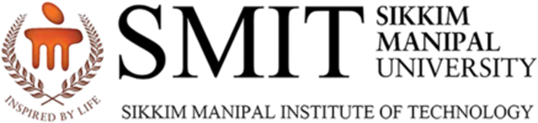 SMIT
SIKKIM
MANIPAL
UNIVERSITY
INSPIRED BY LIFE
SIKKIM MANIPAL INSTITUTE OF TECHNOLOGY